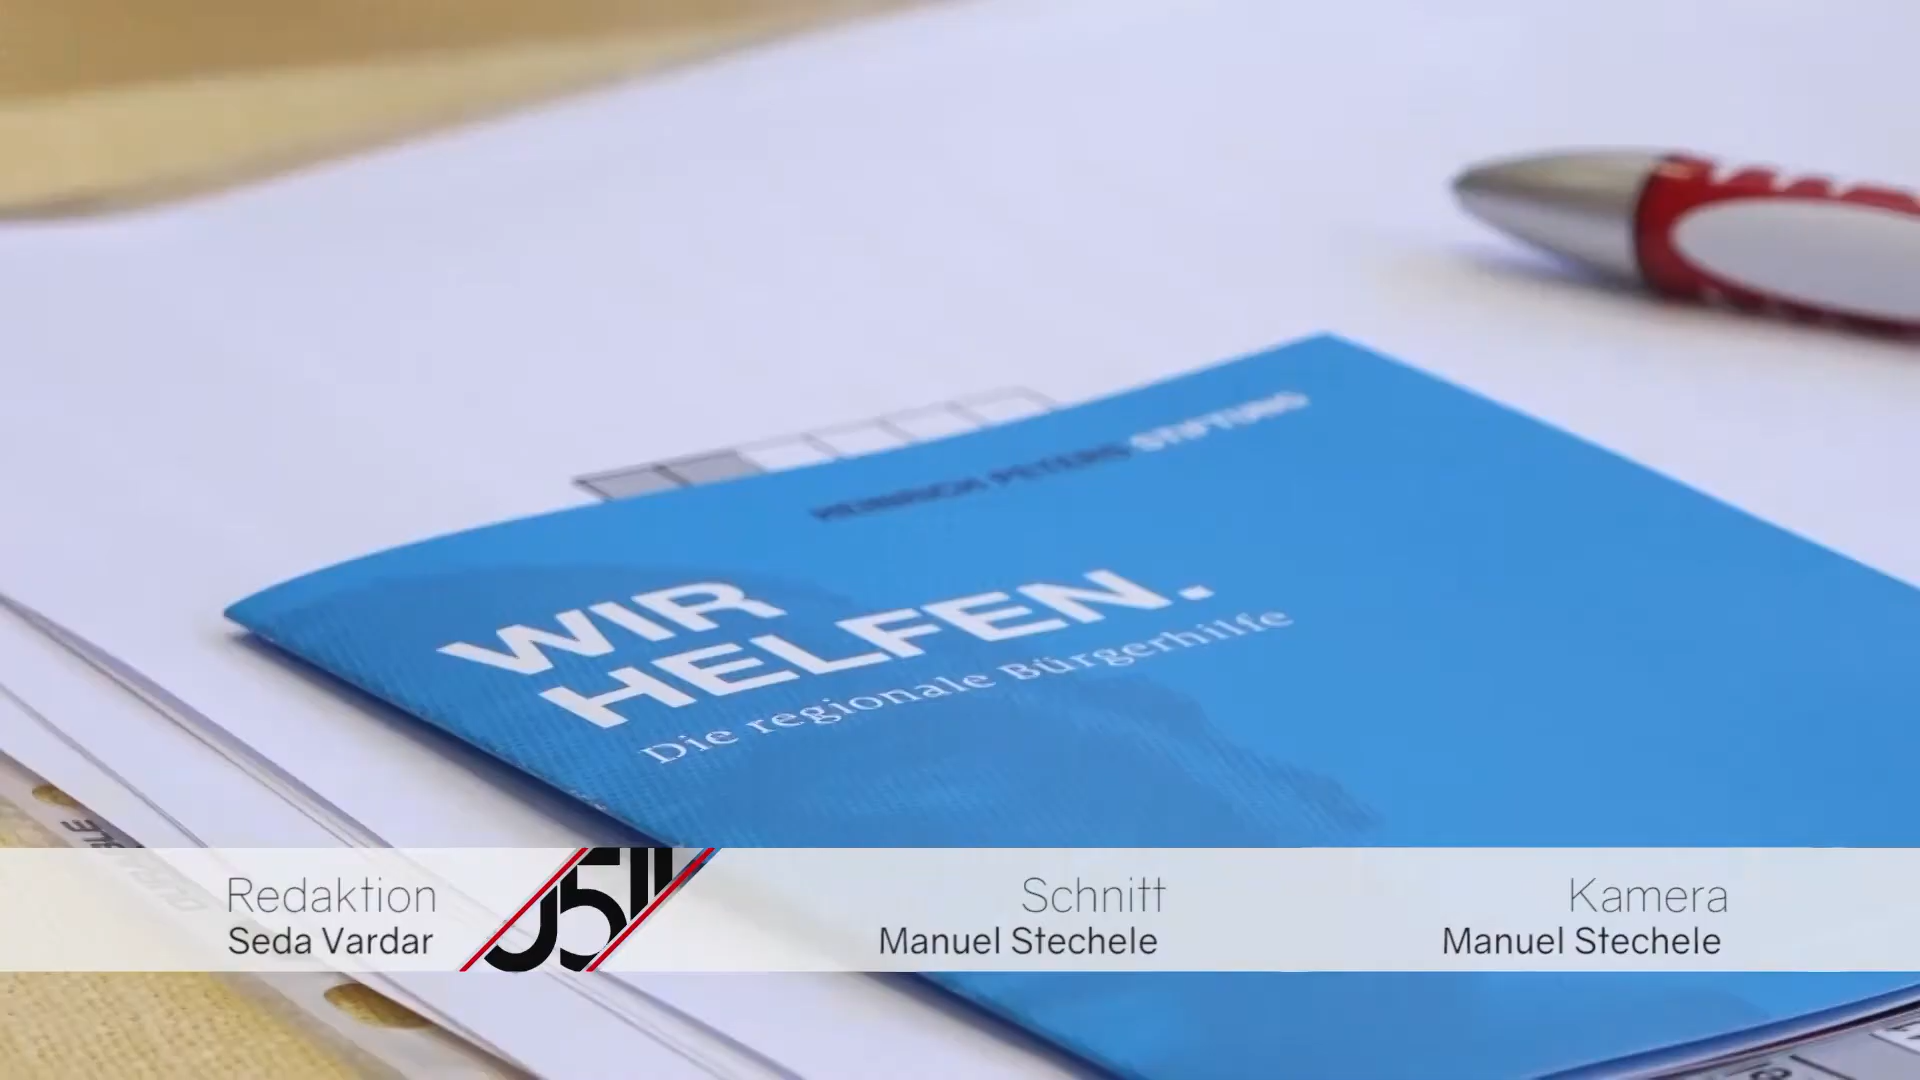 HEINRICH PETERS STIFTUNG
WIR
HELFEN.
Die regionale Bürgerhilfe
Redaktion
Seda Vardar
Schnitt
Manuel Stechele
Kamera
Manuel Stechele